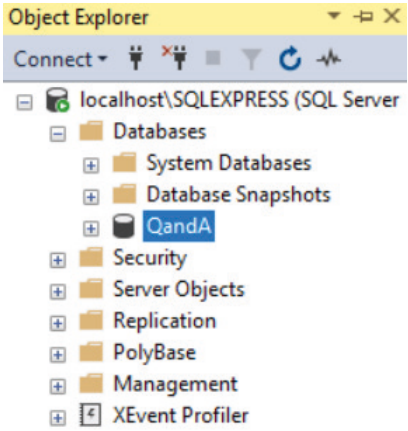 Object Explorer
Connect
localhost\SQLEXPRESS (SQL Server
Databases
System Databases
Database Snapshots
QandA
Security
Server Objects
Replication
PolyBase
Management
XEvent Profiler